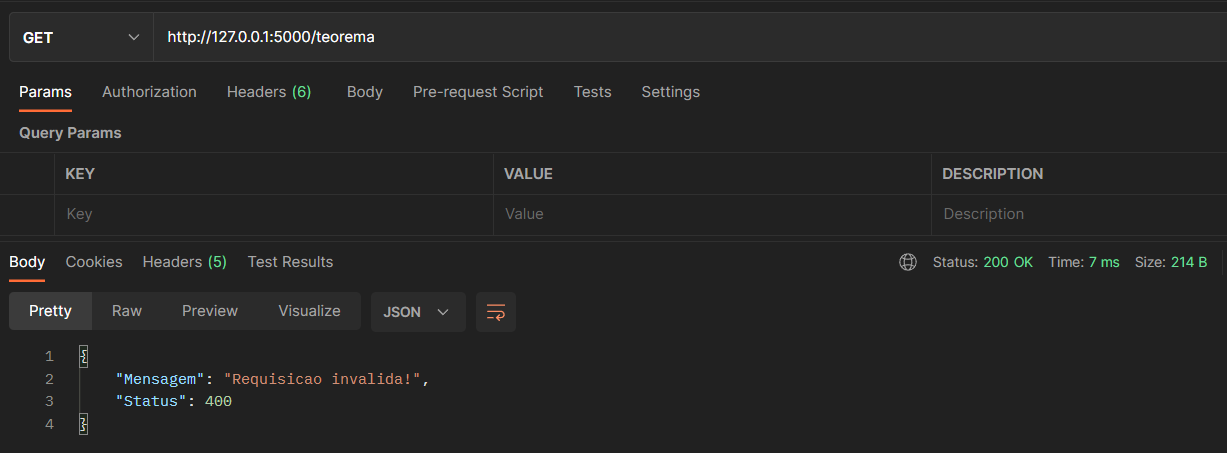 GET http://127.0.0.1:5000/teorema
Params Authorization Headers (6) Body Pre-request Script Tests Settings
Query Params
KEY VALUE DESCRIPTION
Key Value Description
Body Cookies Headers (5) Test Results Status: 200 OK Time: 7 ms Size: 214 B
Pretty Raw Preview Visualize JSON
1 {
2 "Mensagem": "Requisicao invalida!",
3 "Status": 400
4 }